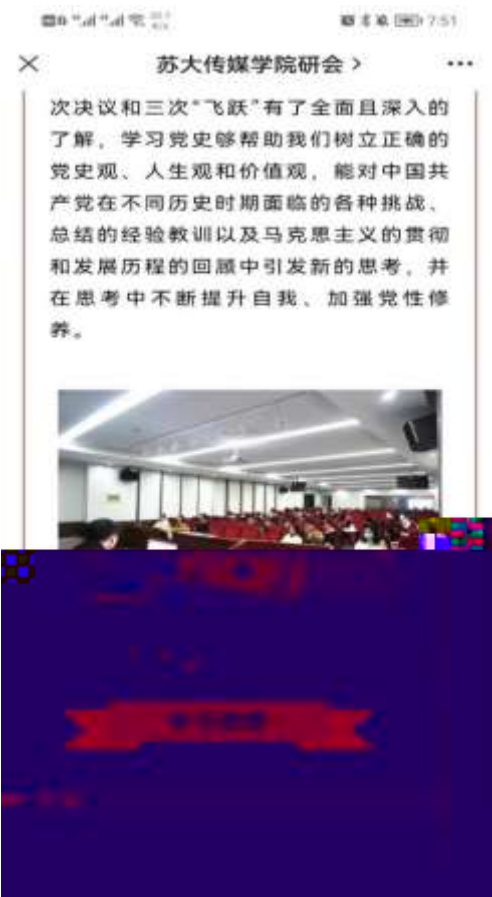 7:51
苏大传媒学院研会 >
次决议和三次“飞跃”有了全面且深入的
了解，学习党史够帮助我们树立正确的
党史观、人生观和价值观，能对中国共
产党在不同历史时期面临的各种挑战、
总结的经验教训以及马克思主义的贯彻
和发展历程的回顾中引发新的思考，并
在思考中不断提升自我、加强党性修
养。